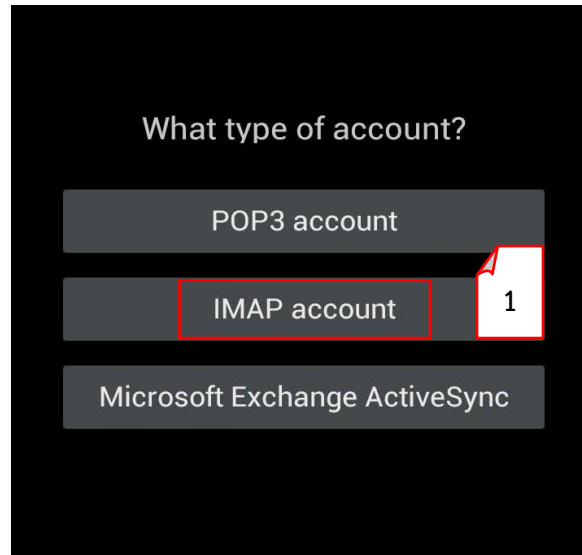 What type of account?
POP3 account
IMAP account
1
Microsoft Exchange ActiveSync